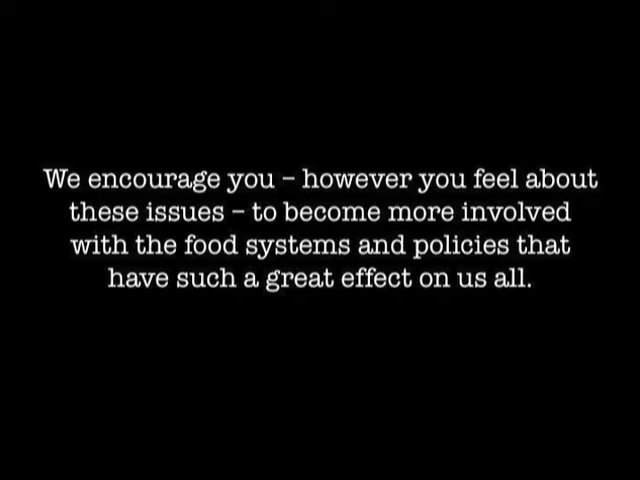 We encourage you – however you feel about
these issues – to become more involved
with the food systems and policies that
have such a great effect on us all.